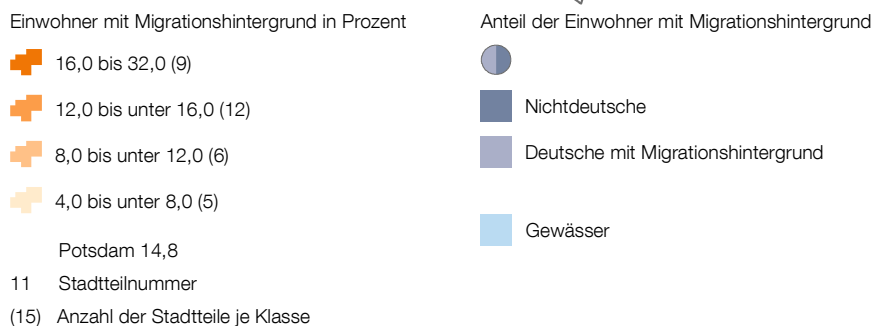 Einwohner mit Migrationshintergrund in Prozent
16,0 bis 32,0 (9)
12,0 bis unter 16,0 (12)
8,0 bis unter 12,0 (6)
4,0 bis unter 8,0 (5)
Potsdam 14,8
11 Stadtteilnummer
(15) Anzahl der Stadtteile je Klasse
Anteil der Einwohner mit Migrationshintergrund
Nichtdeutsche
Deutsche mit Migrationshintergrund
Gewässer